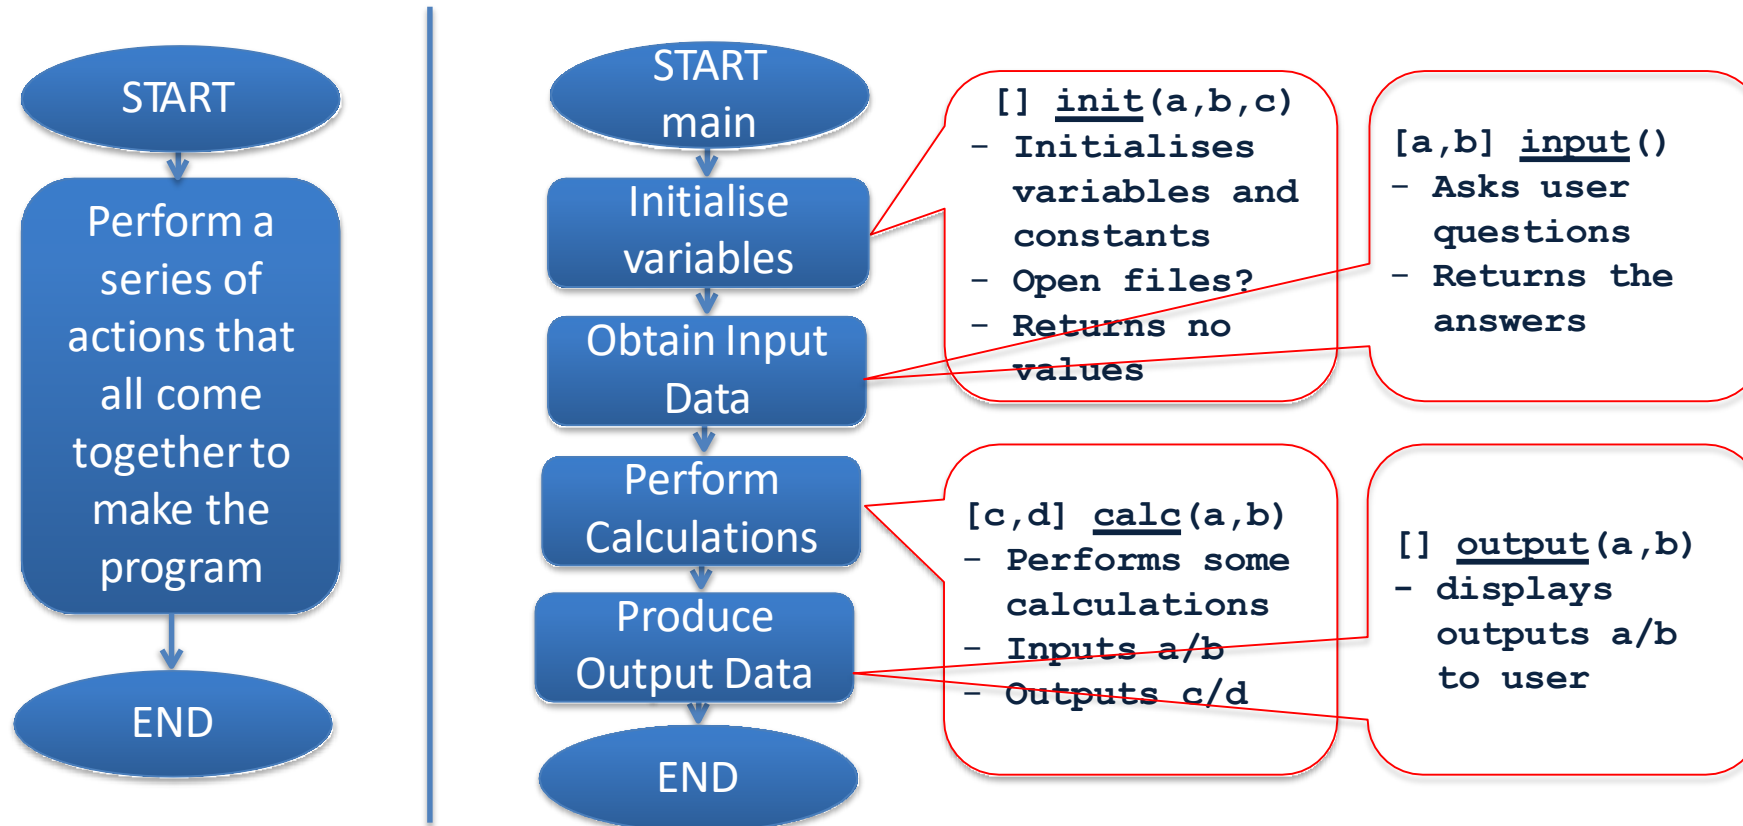 START
Perform a
series of
actions that
all come
together to
make the
program
END
START
main
Initialise
variables
Obtain Input
Data
Perform
Calculations
Produce
Output Data
END
[] init(a,b,c)
- Initialises
variables and
constants
- Open files?
- Returns no
values
[a,b] input()
- Asks user
questions
- Returns the
answers
[c,d] calc(a,b)
- Performs some
calculations
- Inputs a/b
- Outputs c/d
[] output(a,b)
- displays
outputs a/b
to user